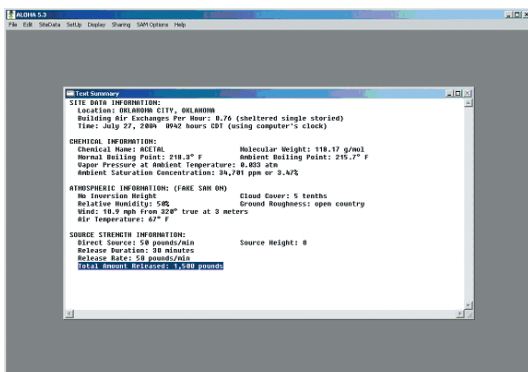 ALOHA 5.3
File Edit SiteData SetUp Display Sharing SAM Options Help
Text Summary
SITE DATA INFORMATION:
Location: OKLAHOMA CITY, OKLAHOMA
Building Air Exchanges Per Hour: 0.76 (sheltered single storied)
Time: July 27, 2004 0942 hours CDT (using computer's clock)
CHEMICAL INFORMATION:
Chemical Name: ACETAL Molecular Weight: 118.17 g/mol
Normal Boiling Point: 218.3° F Ambient Boiling Point: 215.7° F
Vapor Pressure at Ambient Temperature: 0.033 atm
Ambient Saturation Concentration: 34,701 ppm or 3.47%
ATMOSPHERIC INFORMATION: (FAKE SAM ON)
No Inversion Height Cloud Cover: 5 tenths
Relative Humidity: 50% Ground Roughness: open country
Wind: 10.9 mph from 320° true at 3 meters
Air Temperature: 67° F
SOURCE STRENGTH INFORMATION:
Direct Source: 50 pounds/min Source Height: 0
Release Duration: 30 minutes
Release Rate: 50 pounds/min
Total Amount Released: 1,500 pounds